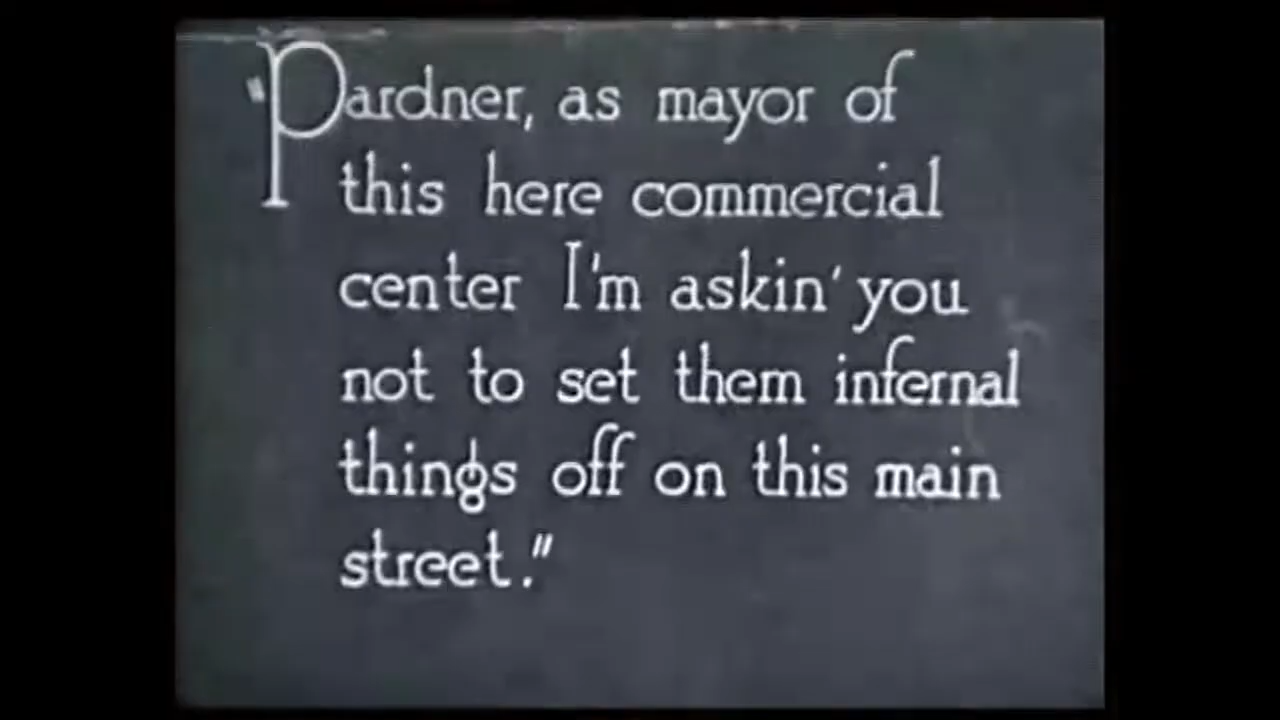 "Pardner, as mayor of
this here commercial
center I'm askin' you
not to set them infernal
things off on this main
street."